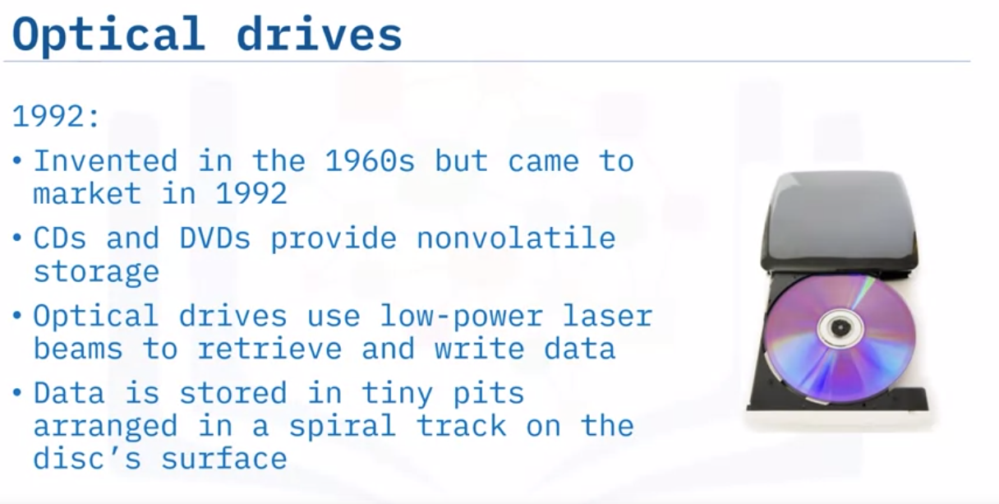 Optical drives
1992:
• Invented in the 1960s but came to
market in 1992
• CDs and DVDs provide nonvolatile
storage
• Optical drives use low-power laser
beams to retrieve and write data
• Data is stored in tiny pits
arranged in a spiral track on the
disc’s surface